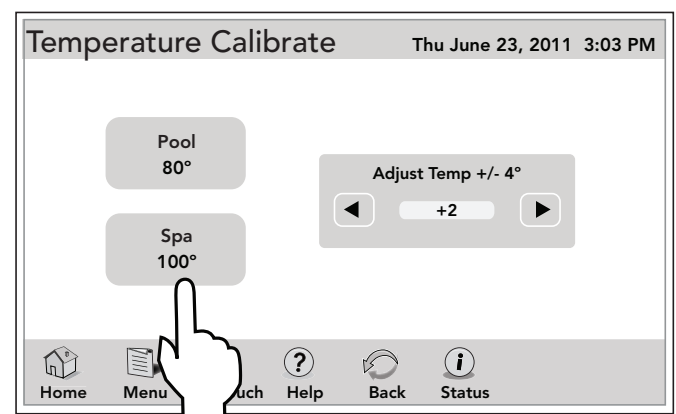 Temperature Calibrate Thu June 23, 2011 3:03 PM
Pool
80°
Adjust Temp +/- 4°
+2
Spa
100°
Home Menu Help Back Status